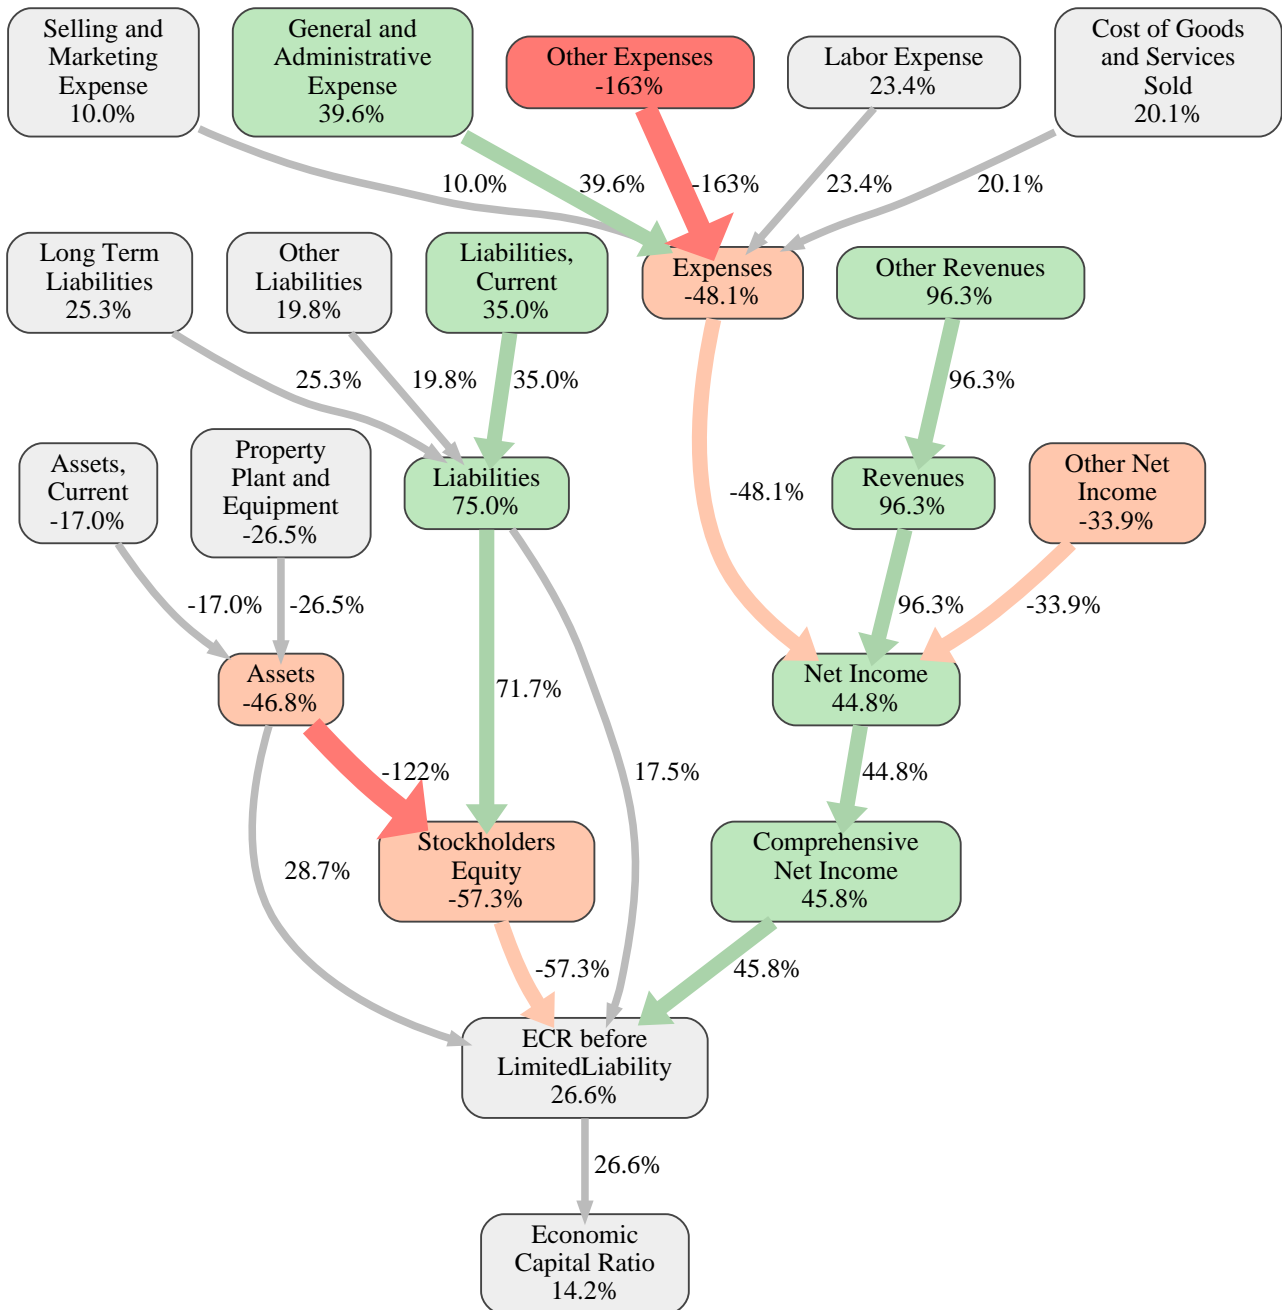 Selling and
Marketing
Expense
10.0%
General and
Administrative
Expense
39.6%
Other Expenses
-163%
Labor Expense
23.4%
Cost of Goods
and Services
Sold
20.1%
10.0%
39.6%
-163%
23.4%
20.1%
Long Term
Liabilities
25.3%
Other
Liabilities
19.8%
Liabilities,
Current
35.0%
Expenses
-48.1%
Other Revenues
96.3%
25.3%
19.8%
35.0%
96.3%
Assets,
Current
-17.0%
Property
Plant and
Equipment
-26.5%
Liabilities
75.0%
-48.1%
Revenues
96.3%
Other Net
Income
-33.9%
-17.0%
-26.5%
96.3%
-33.9%
Assets
-46.8%
71.7%
Net Income
44.8%
-122%
17.5%
44.8%
28.7%
Stockholders
Equity
-57.3%
Comprehensive
Net Income
45.8%
-57.3%
45.8%
ECR before
LimitedLiability
26.6%
26.6%
Economic
Capital Ratio
14.2%